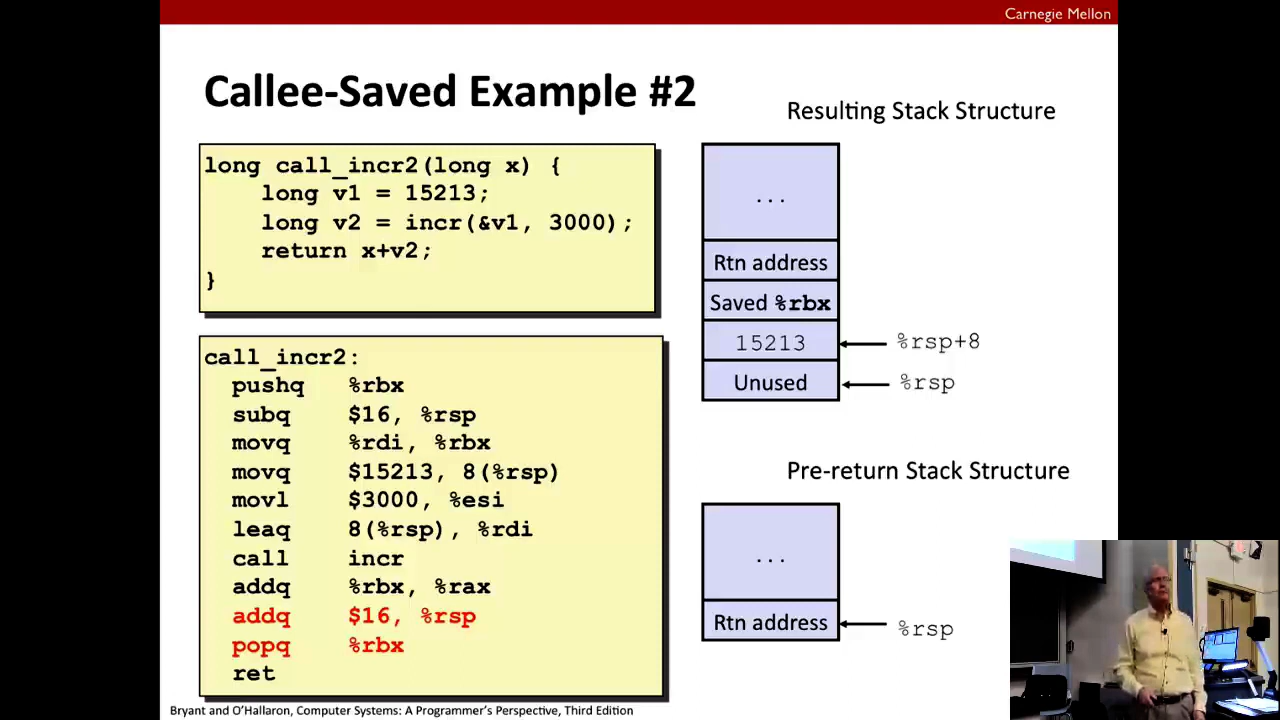 Carnegie Mellon
Callee-Saved Example #2
long call_incr2(long x) {
    long v1 = 15213;
    long v2 = incr(&v1, 3000);
    return x+v2;
}
call_incr2:
  pushq   %rbx
  subq    $16, %rsp
  movq    %rdi, %rbx
  movq    $15213, 8(%rsp)
  movl    $3000, %esi
  leaq    8(%rsp), %rdi
  call    incr
  addq    %rbx, %rax
  addq    $16, %rsp
  popq    %rbx
  ret
Resulting Stack Structure
...
Rtn address
Saved %rbx
15213
%rsp+8
Unused
%rsp
Pre-return Stack Structure
...
Rtn address
%rsp
Bryant and O'Hallaron, Computer Systems: A Programmer's Perspective, Third Edition